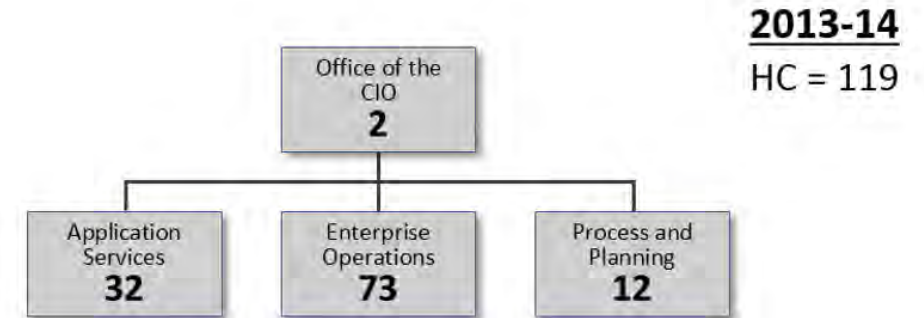 2013-14
HC = 119
Office of the
CIO
2
Application
Services
32
Enterprise
Operations
73
Process and
Planning
12